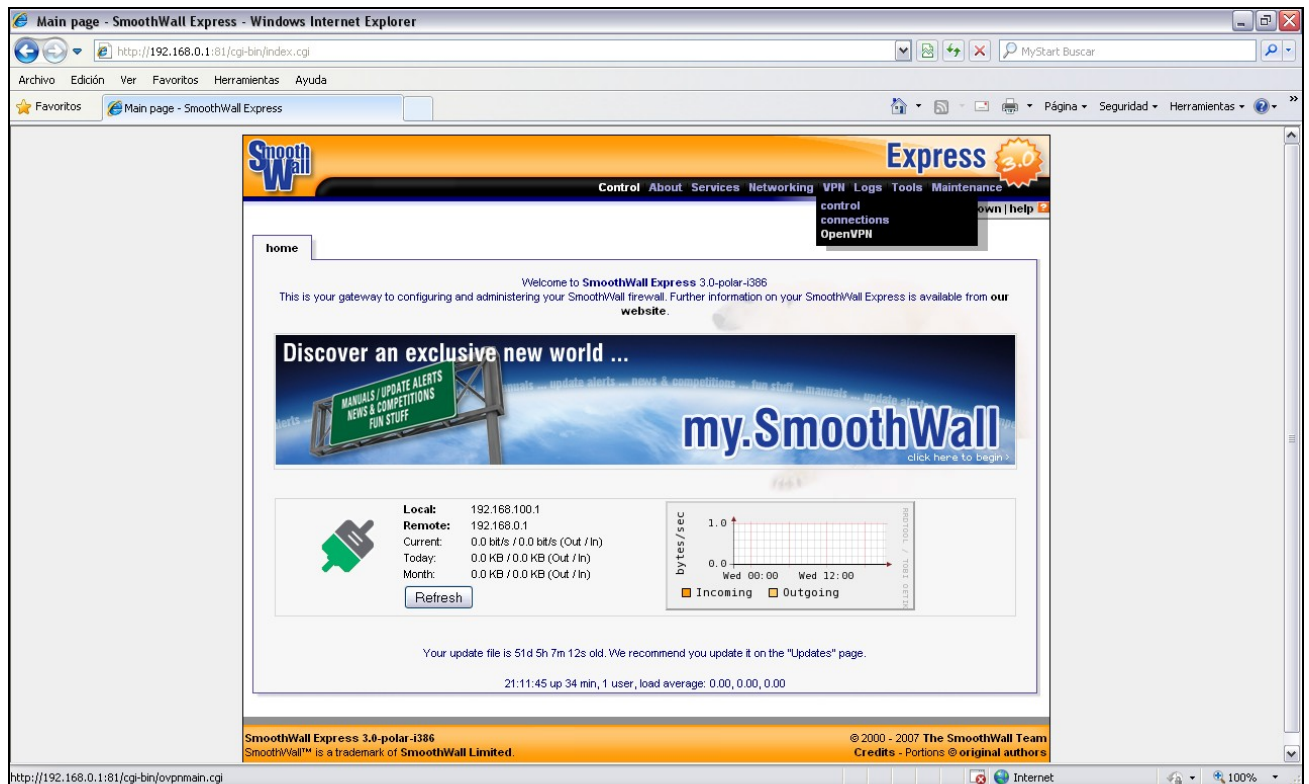 Main page - SmoothWall Express - Windows Internet Explorer
http://192.168.0.1:81/cgi-bin/index.cgi
MyStart Buscar
Archivo Edición Ver Favoritos Herramientas Ayuda
Favoritos
Main page - SmoothWall Express
Página Seguridad Herramientas
Smooth Wall
Express 3.0
Control About Services Networking VPN Logs Tools Maintenance
control
connections
OpenVPN
own | help
home
Welcome to SmoothWall Express 3.0-polar-i386
This is your gateway to configuring and administering your SmoothWall firewall. Further information on your SmoothWall Express is available from our
website.
Discover an exclusive new world ...
MANUALS / UPDATE ALERTS
NEWS & COMPETITIONS
FUN STUFF
manuals ... update alerts ... news & competitions ... fun stuff ... manuals ... update alerts
my.SmoothWall
click here to begin >
Local: 192.168.100.1
Remote: 192.168.0.1
Current: 0.0 bit/s / 0.0 bit/s (Out / In)
Today: 0.0 KB / 0.0 KB (Out / In)
Month: 0.0 KB / 0.0 KB (Out / In)
Refresh
bytes/sec
1.0
0.0
Wed 00:00 Wed 12:00
Incoming Outgoing
RRDTOOL / TOBI OETIK
Your update file is 51d 5h 7m 12s old. We recommend you update it on the "Updates" page.
21:11:45 up 34 min, 1 user, load average: 0.00, 0.00, 0.00
SmoothWall Express 3.0-polar-i386
SmoothWall™ is a trademark of SmoothWall Limited.
© 2000 - 2007 The SmoothWall Team
Credits - Portions © original authors
http://192.168.0.1:81/cgi-bin/ovpnmain.cgi
Internet
100%